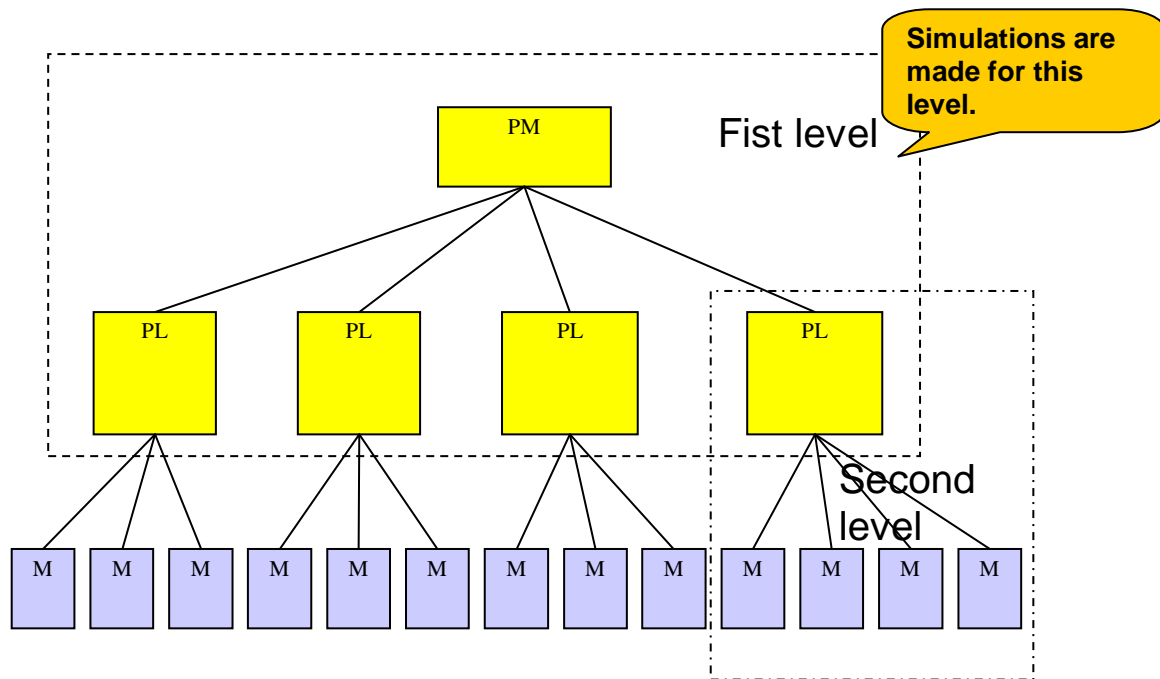 Simulations are
made for this
level.
PM
Fist level
PL PL PL PL
Second
level
M M M M M M M M M M M M M